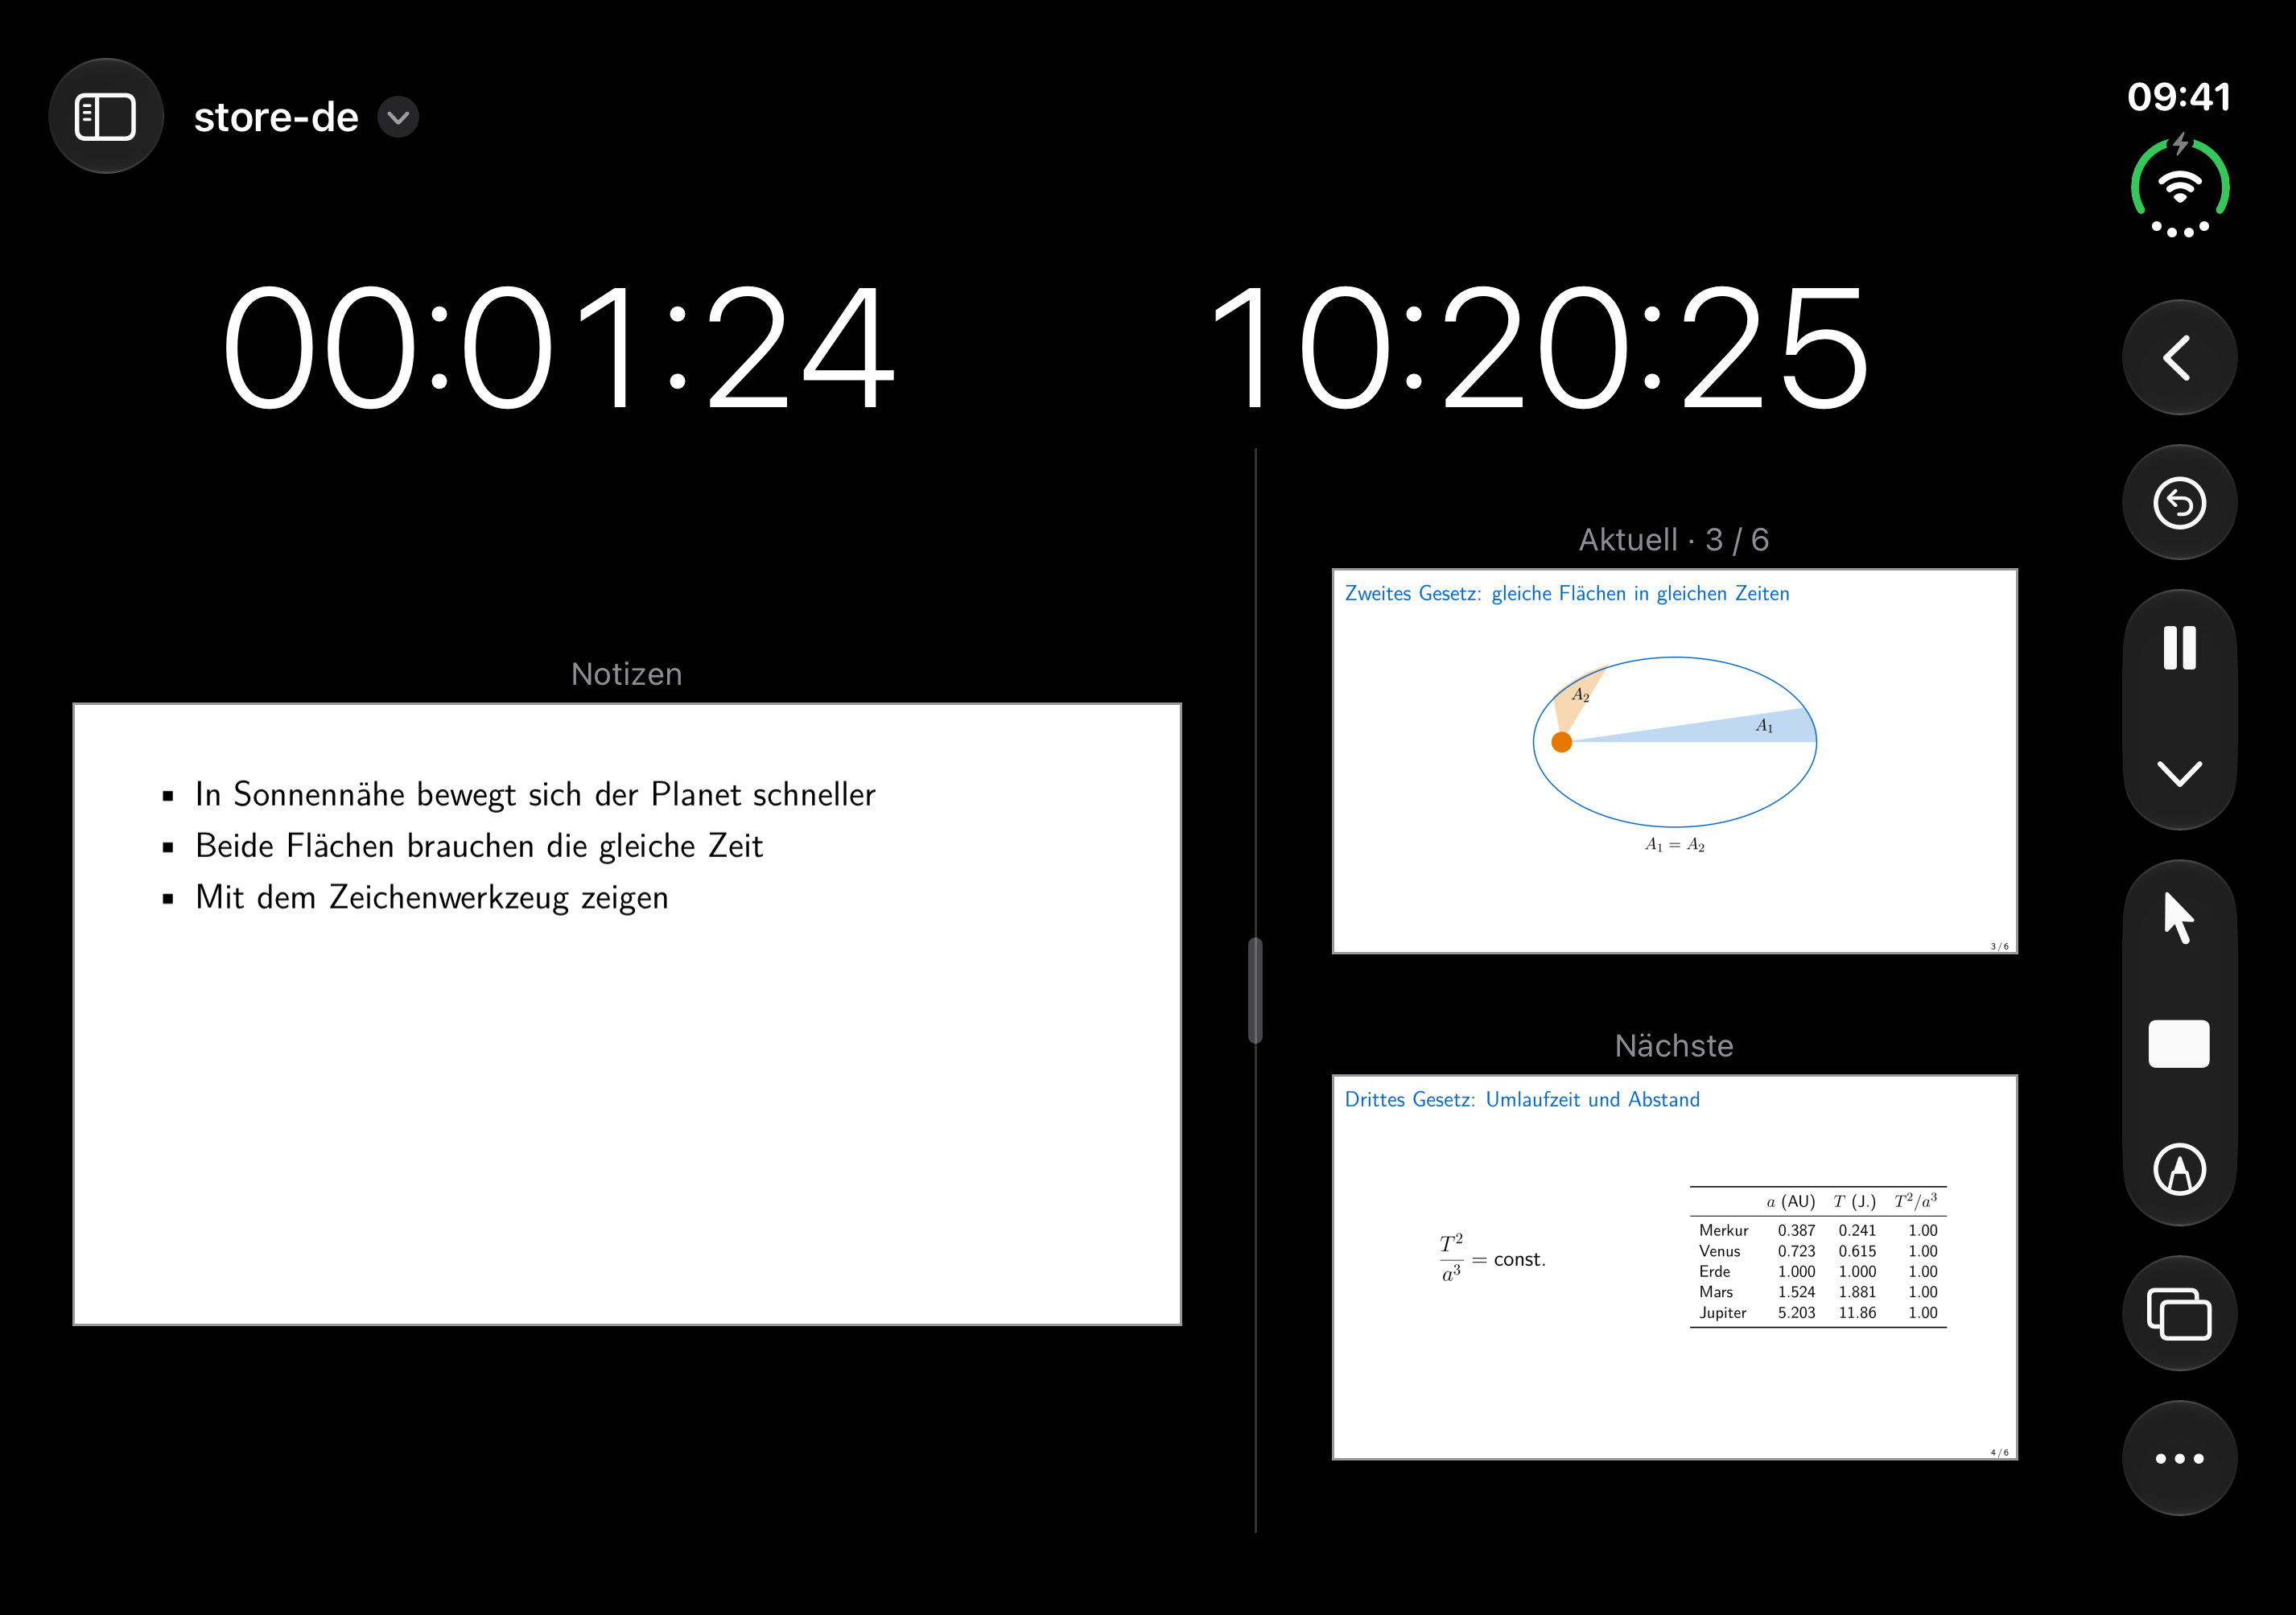 store-de
09:41
00:01:24
10:20:25
Notizen
In Sonnennähe bewegt sich der Planet schneller
Beide Flächen brauchen die gleiche Zeit
Mit dem Zeichenwerkzeug zeigen
Aktuell · 3 / 6
Zweites Gesetz: gleiche Flächen in gleichen Zeiten
A₂
A₁
A₁ = A₂
3 / 6
Nächste
Drittes Gesetz: Umlaufzeit und Abstand
T²/a³ = const.
a (AU) T (J.) T²/a³
Merkur 0.387 0.241 1.00
Venus 0.723 0.615 1.00
Erde 1.000 1.000 1.00
Mars 1.524 1.881 1.00
Jupiter 5.203 11.86 1.00
4 / 6